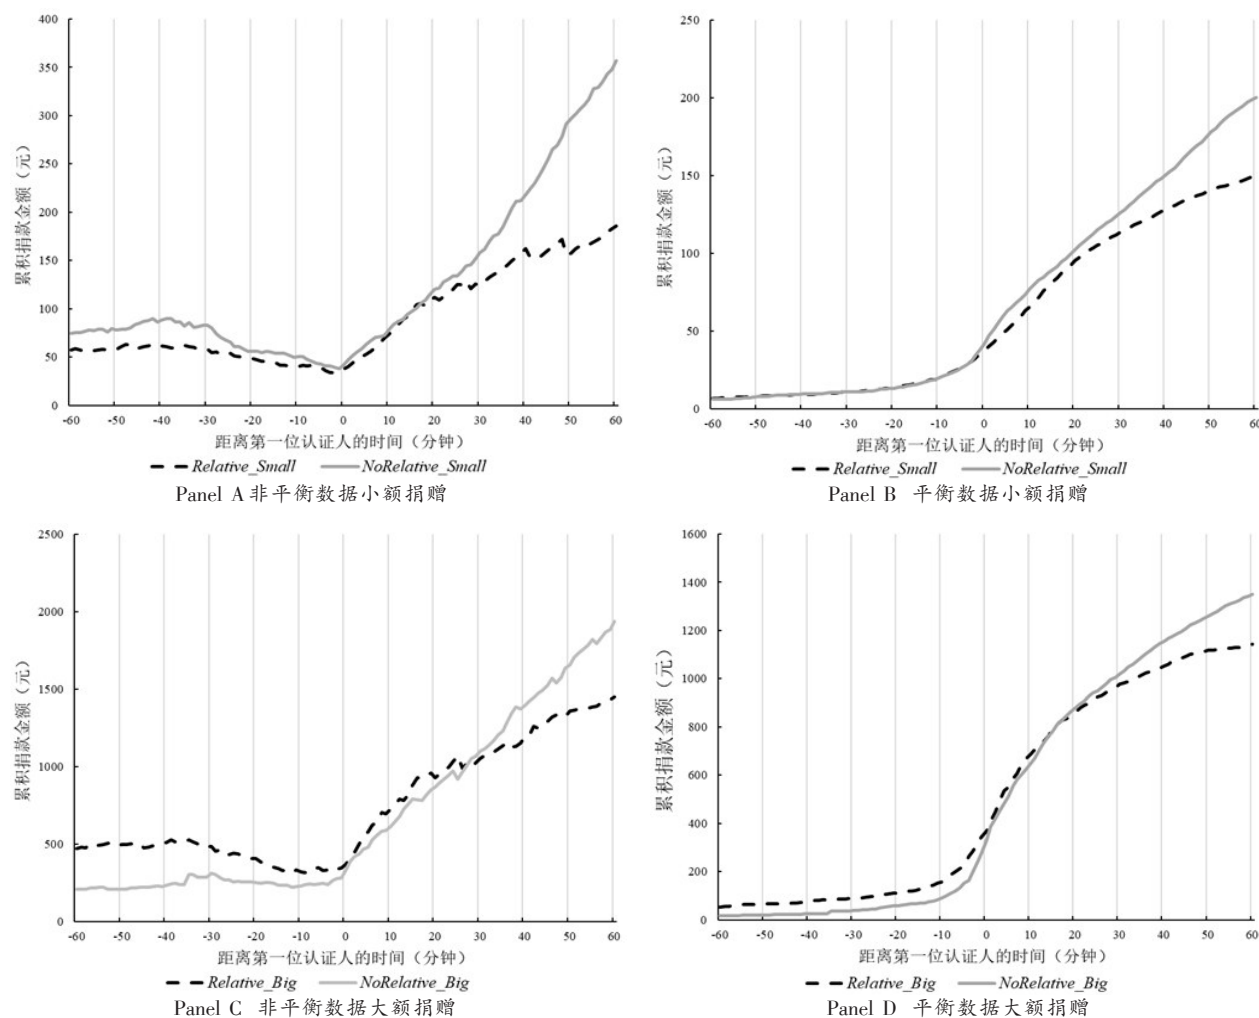 累积捐款金额（元）
400
350
300
250
200
150
100
50
0
-60 -50 -40 -30 -20 -10 0 10 20 30 40 50 60
距离第一位认证人的时间（分钟）
Relative_Small NoRelative_Small
Panel A非平衡数据小额捐赠
累积捐款金额（元）
250
200
150
100
50
0
-60 -50 -40 -30 -20 -10 0 10 20 30 40 50 60
距离第一位认证人的时间（分钟）
Relative_Small NoRelative_Small
Panel B 平衡数据小额捐赠
累积捐款金额（元）
2500
2000
1500
1000
500
0
-60 -50 -40 -30 -20 -10 0 10 20 30 40 50 60
距离第一位认证人的时间（分钟）
Relative_Big NoRelative_Big
Panel C 非平衡数据大额捐赠
累积捐款金额（元）
1600
1400
1200
1000
800
600
400
200
0
-60 -50 -40 -30 -20 -10 0 10 20 30 40 50 60
距离第一位认证人的时间（分钟）
Relative_Big NoRelative_Big
Panel D 平衡数据大额捐赠